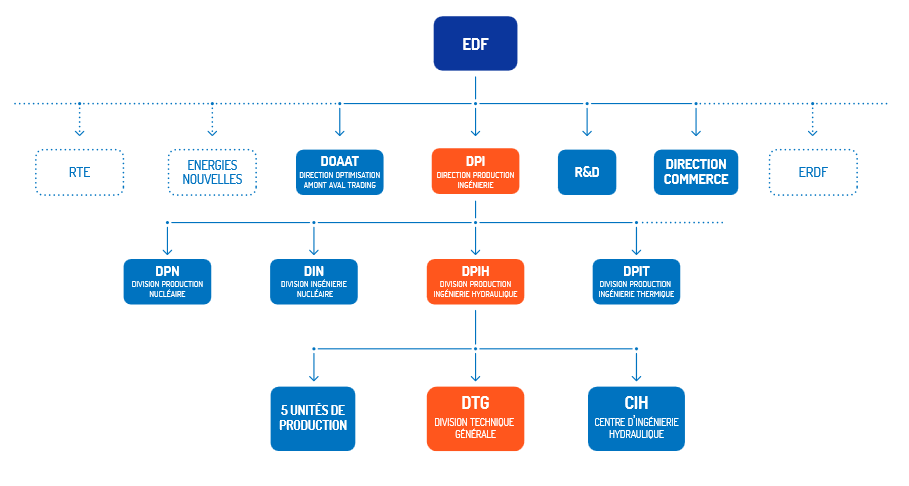 EDF
RTE
ENERGIES
NOUVELLES
DOAAT
DIRECTION OPTIMISATION
AMONT AVAL TRADING
DPI
DIRECTION PRODUCTION
INGÉNIERIE
R&D
DIRECTION
COMMERCE
ERDF
DPN
DIVISION PRODUCTION
NUCLÉAIRE
DIN
DIVISION INGÉNIERIE
NUCLÉAIRE
DPIH
DIVISION PRODUCTION
INGÉNIERIE HYDRAULIQUE
DPIT
DIVISION PRODUCTION
INGÉNIERIE THERMIQUE
5 UNITÉS DE
PRODUCTION
DTG
DIVISION TECHNIQUE
GÉNÉRALE
CIH
CENTRE D'INGÉNIERIE
HYDRAULIQUE